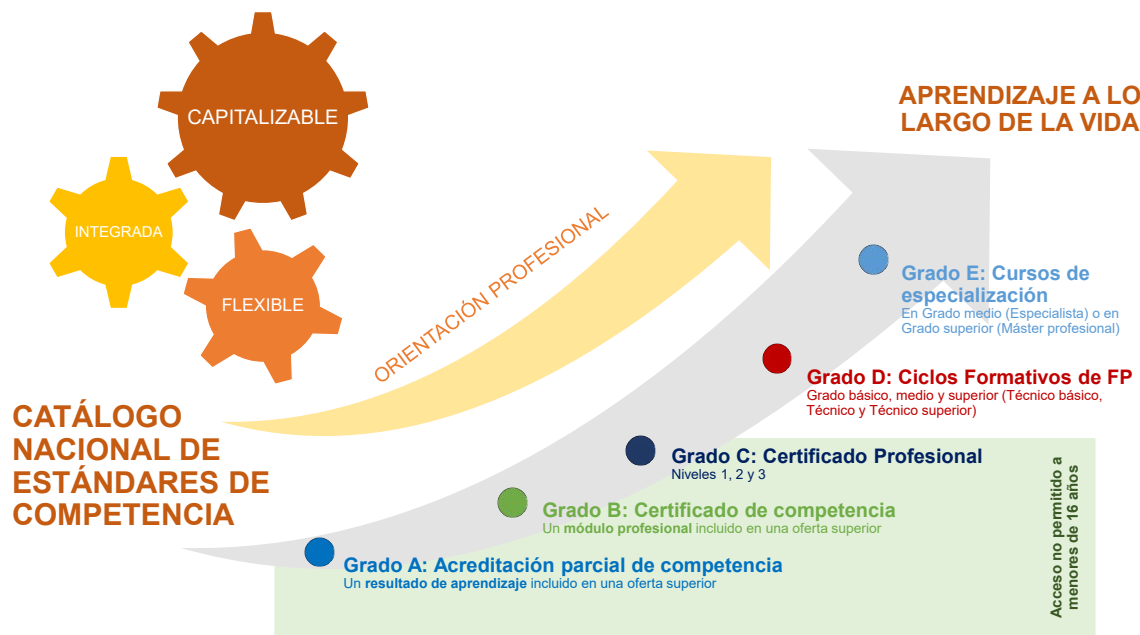 CAPITALIZABLE
INTEGRADA
FLEXIBLE
APRENDIZAJE A LO
LARGO DE LA VIDA
ORIENTACIÓN PROFESIONAL
CATÁLOGO
NACIONAL DE
ESTÁNDARES DE
COMPETENCIA
Grado E: Cursos de
especialización
En Grado medio (Especialista) o en
Grado superior (Máster profesional)
Grado D: Ciclos Formativos de FP
Grado básico, medio y superior (Técnico básico,
Técnico y Técnico superior)
Grado C: Certificado Profesional
Niveles 1, 2 y 3
Grado B: Certificado de competencia
Un módulo profesional incluido en una oferta superior
Grado A: Acreditación parcial de competencia
Un resultado de aprendizaje incluido en una oferta superior
Acceso no permitido a
menores de 16 años